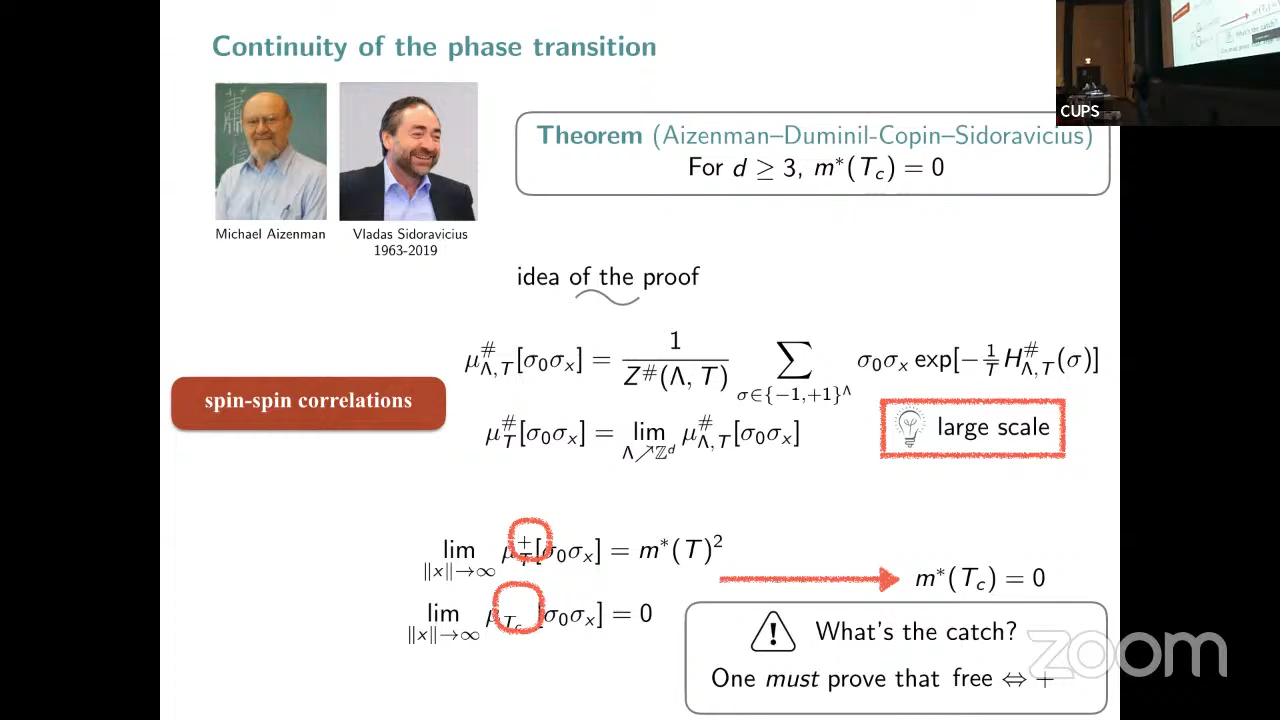 Continuity of the phase transition
CUPS
Theorem (Aizenman–Duminil-Copin–Sidoravicius)
For d ≥ 3, m*(T_c) = 0
Michael Aizenman
Vladas Sidoravicius
1963-2019
idea of the proof
μ^#_{Λ,T}[σ_0σ_x] = 1/Z^#(Λ, T) ∑_{σ∈{−1,+1}^Λ} σ_0σ_x exp[−1/T H^#_{Λ,T}(σ)]
spin-spin correlations
μ^#_T[σ_0σ_x] = lim_{Λ↗ℤ^d} μ^#_{Λ,T}[σ_0σ_x]
large scale
lim_{‖x‖→∞} μ^+_T[σ_0σ_x] = m*(T)^2
m*(T_c) = 0
lim_{‖x‖→∞} μ_{T_c}[σ_0σ_x] = 0
What's the catch?
One must prove that free ⇔ +
zoom